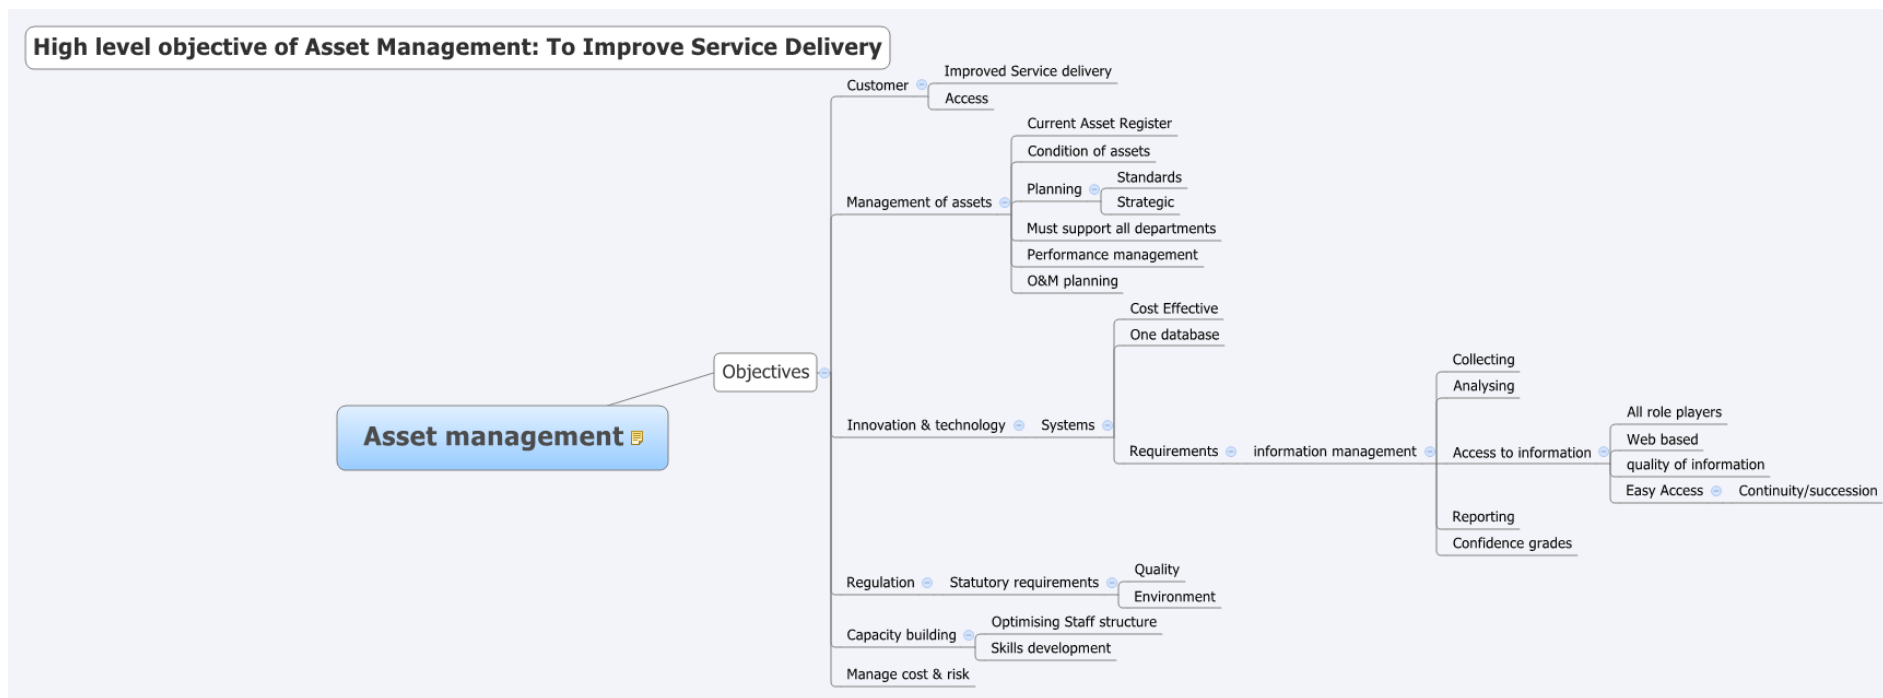 High level objective of Asset Management: To Improve Service Delivery
Asset management
Objectives
Customer
Improved Service delivery
Access
Management of assets
Current Asset Register
Condition of assets
Planning
Standards
Strategic
Must support all departments
Performance management
O&M planning
Innovation & technology
Systems
Cost Effective
One database
Requirements
information management
Collecting
Analysing
Access to information
All role players
Web based
quality of information
Easy Access
Continuity/succession
Reporting
Confidence grades
Regulation
Statutory requirements
Quality
Environment
Capacity building
Optimising Staff structure
Skills development
Manage cost & risk